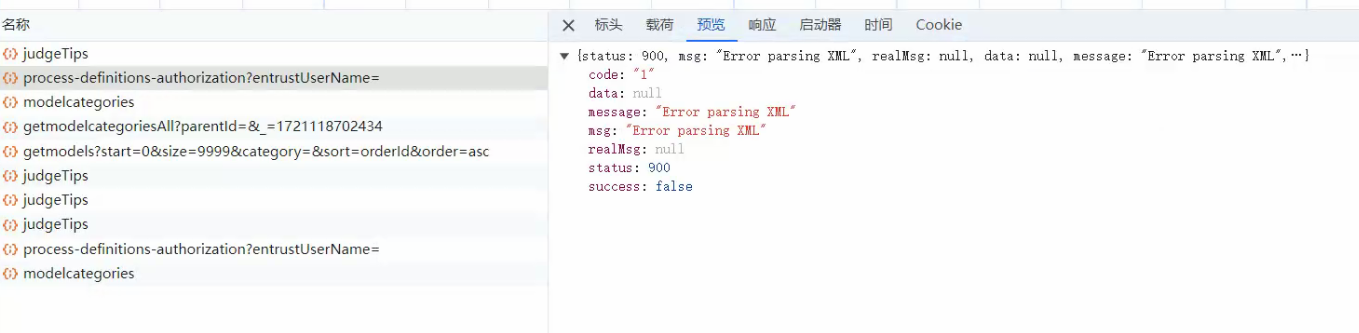 名称
judgeTips
process-definitions-authorization?entrustUserName=
modelcategories
getmodelcategoriesAll?parentId=&_=1721118702434
getmodels?start=0&size=9999&category=&sort=orderId&order=asc
judgeTips
judgeTips
judgeTips
process-definitions-authorization?entrustUserName=
modelcategories
标头 载荷 预览 响应 启动器 时间 Cookie
{status: 900, msg: "Error parsing XML", realMsg: null, data: null, message: "Error parsing XML",…}
code: "1"
data: null
message: "Error parsing XML"
msg: "Error parsing XML"
realMsg: null
status: 900
success: false